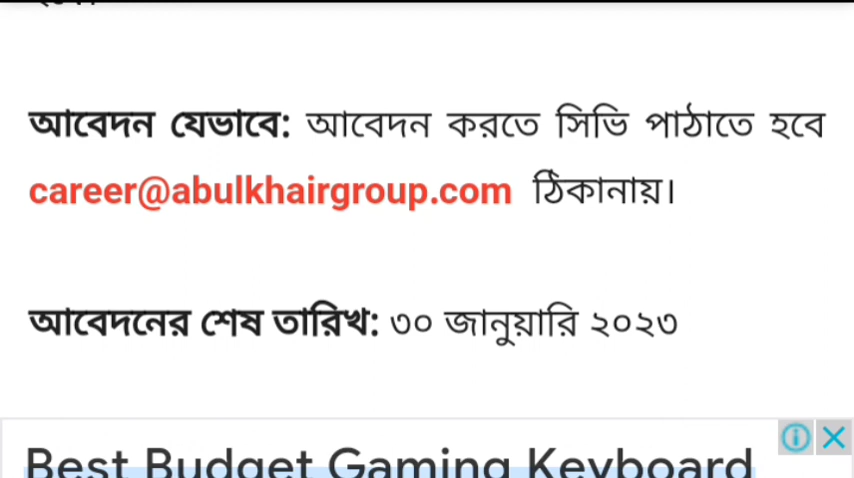 আবেদন যেভাবে: আবেদন করতে সিভি পাঠাতে হবে
career@abulkhairgroup.com ঠিকানায়।
আবেদনের শেষ তারিখ: ৩০ জানুয়ারি ২০২৩
Best Budget Gaming Keyboard